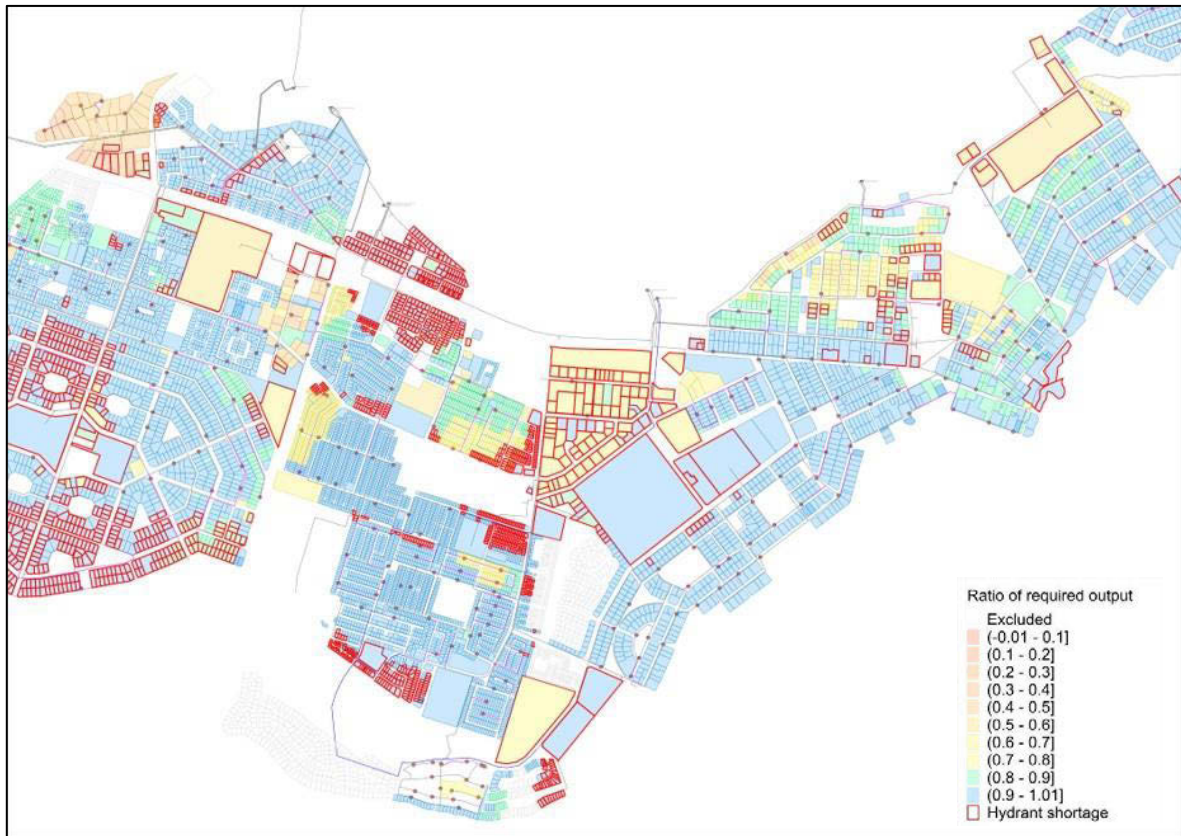 Ratio of required output
Excluded
(-0.01 - 0.1]
(0.1 - 0.2]
(0.2 - 0.3]
(0.3 - 0.4]
(0.4 - 0.5]
(0.5 - 0.6]
(0.6 - 0.7]
(0.7 - 0.8]
(0.8 - 0.9]
(0.9 - 1.01]
Hydrant shortage